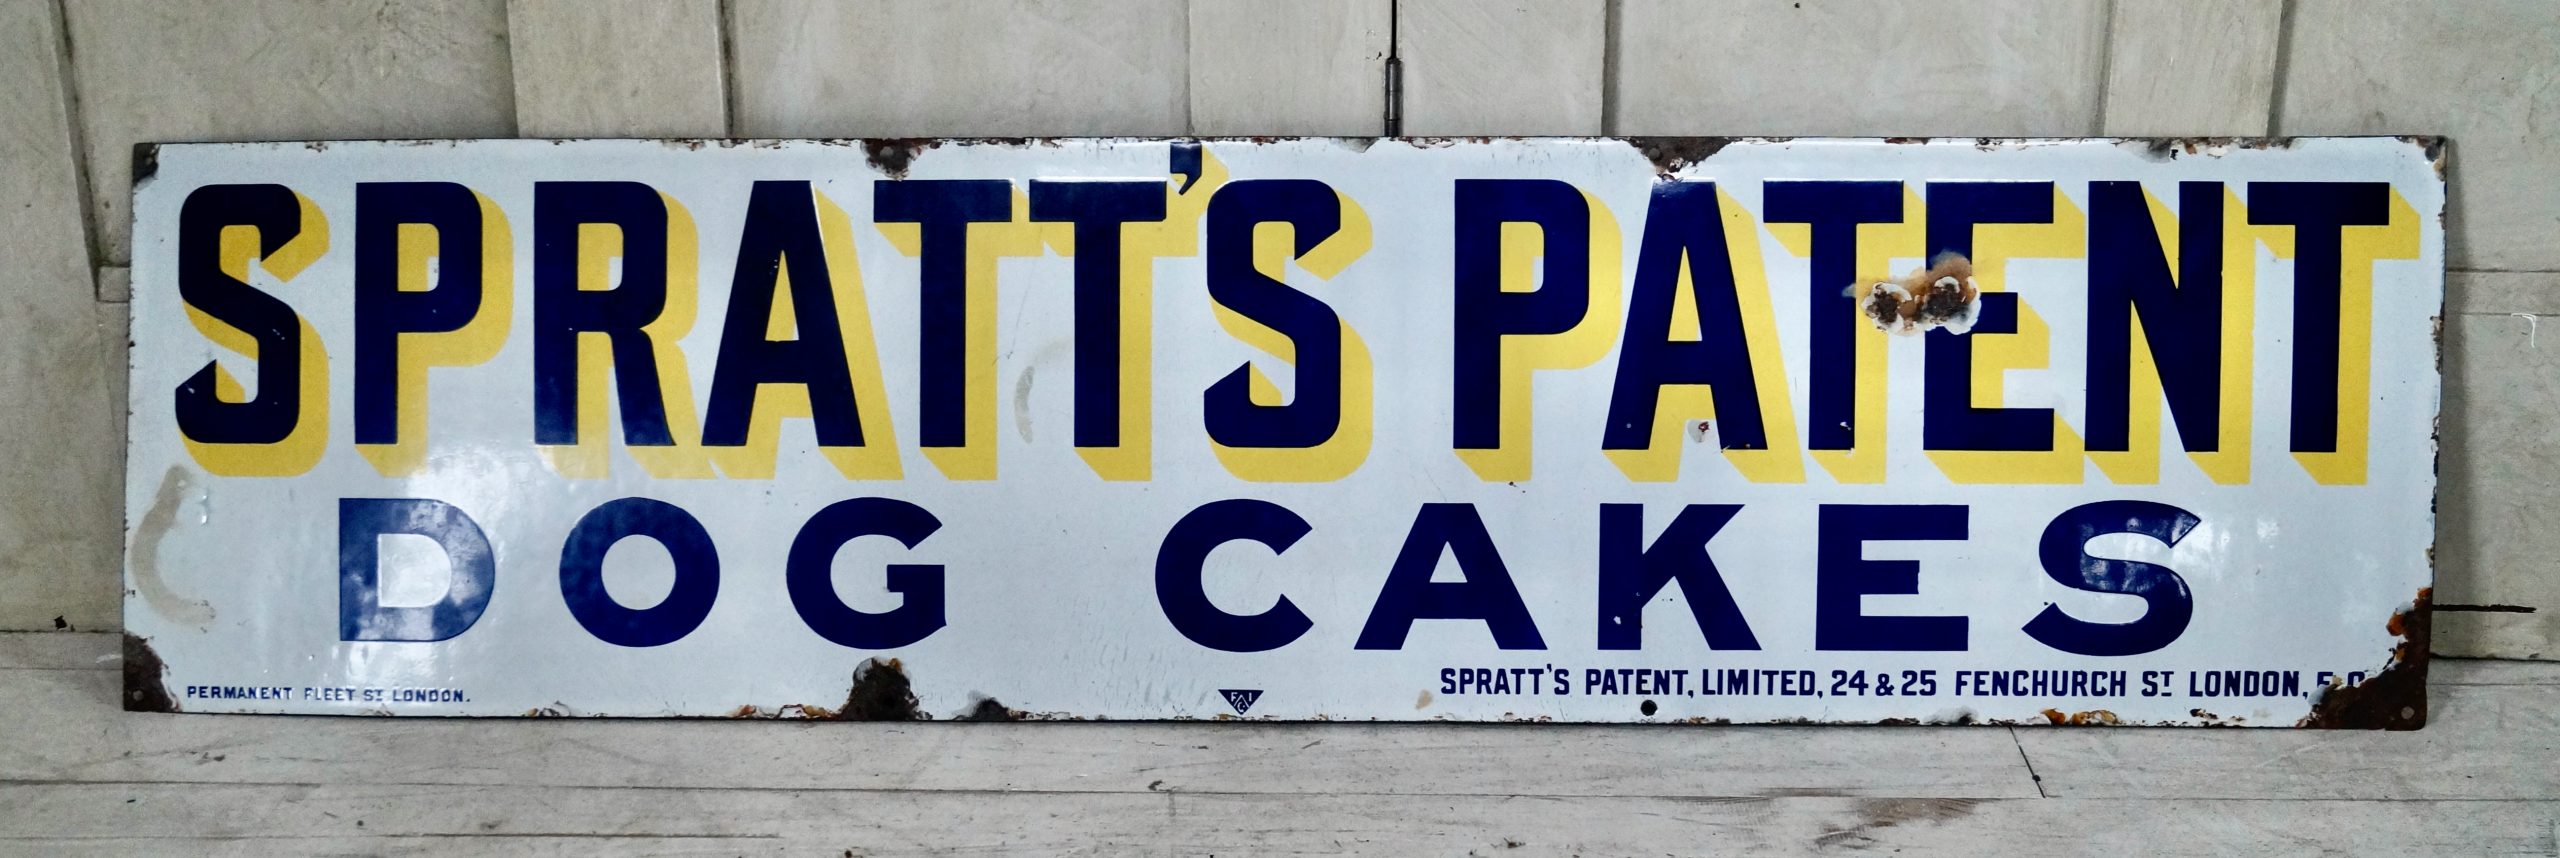 SPRATT'S PATENT
DOG CAKES
SPRATT'S PATENT, LIMITED, 24 & 25 FENCHURCH ST LONDON,
PERMANENT FLEET ST LONDON.